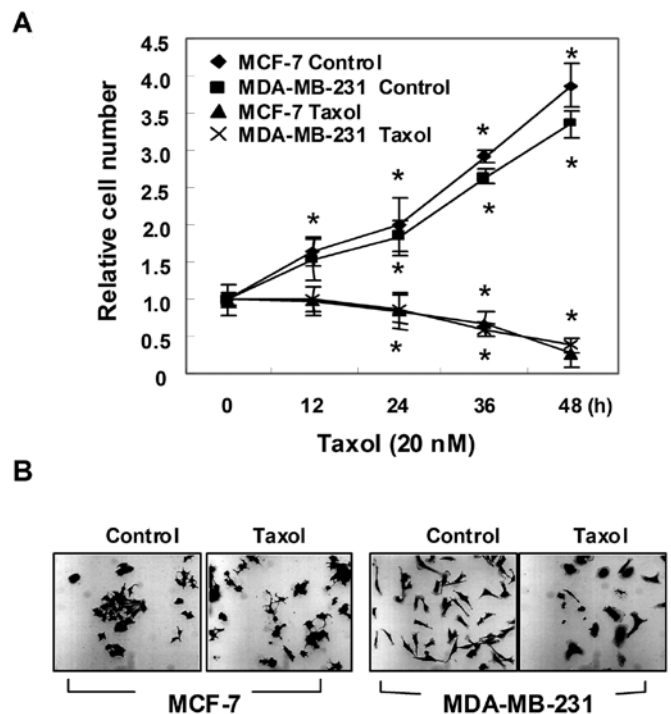 A
Relative cell number
4.5
4.0
3.5
3.0
2.5
2.0
1.5
1.0
0.5
0
MCF-7 Control
MDA-MB-231 Control
MCF-7 Taxol
MDA-MB-231 Taxol
* * * * * * * * * * * *
0 12 24 36 48 (h)
Taxol (20 nM)
B
Control Taxol Control Taxol
MCF-7 MDA-MB-231